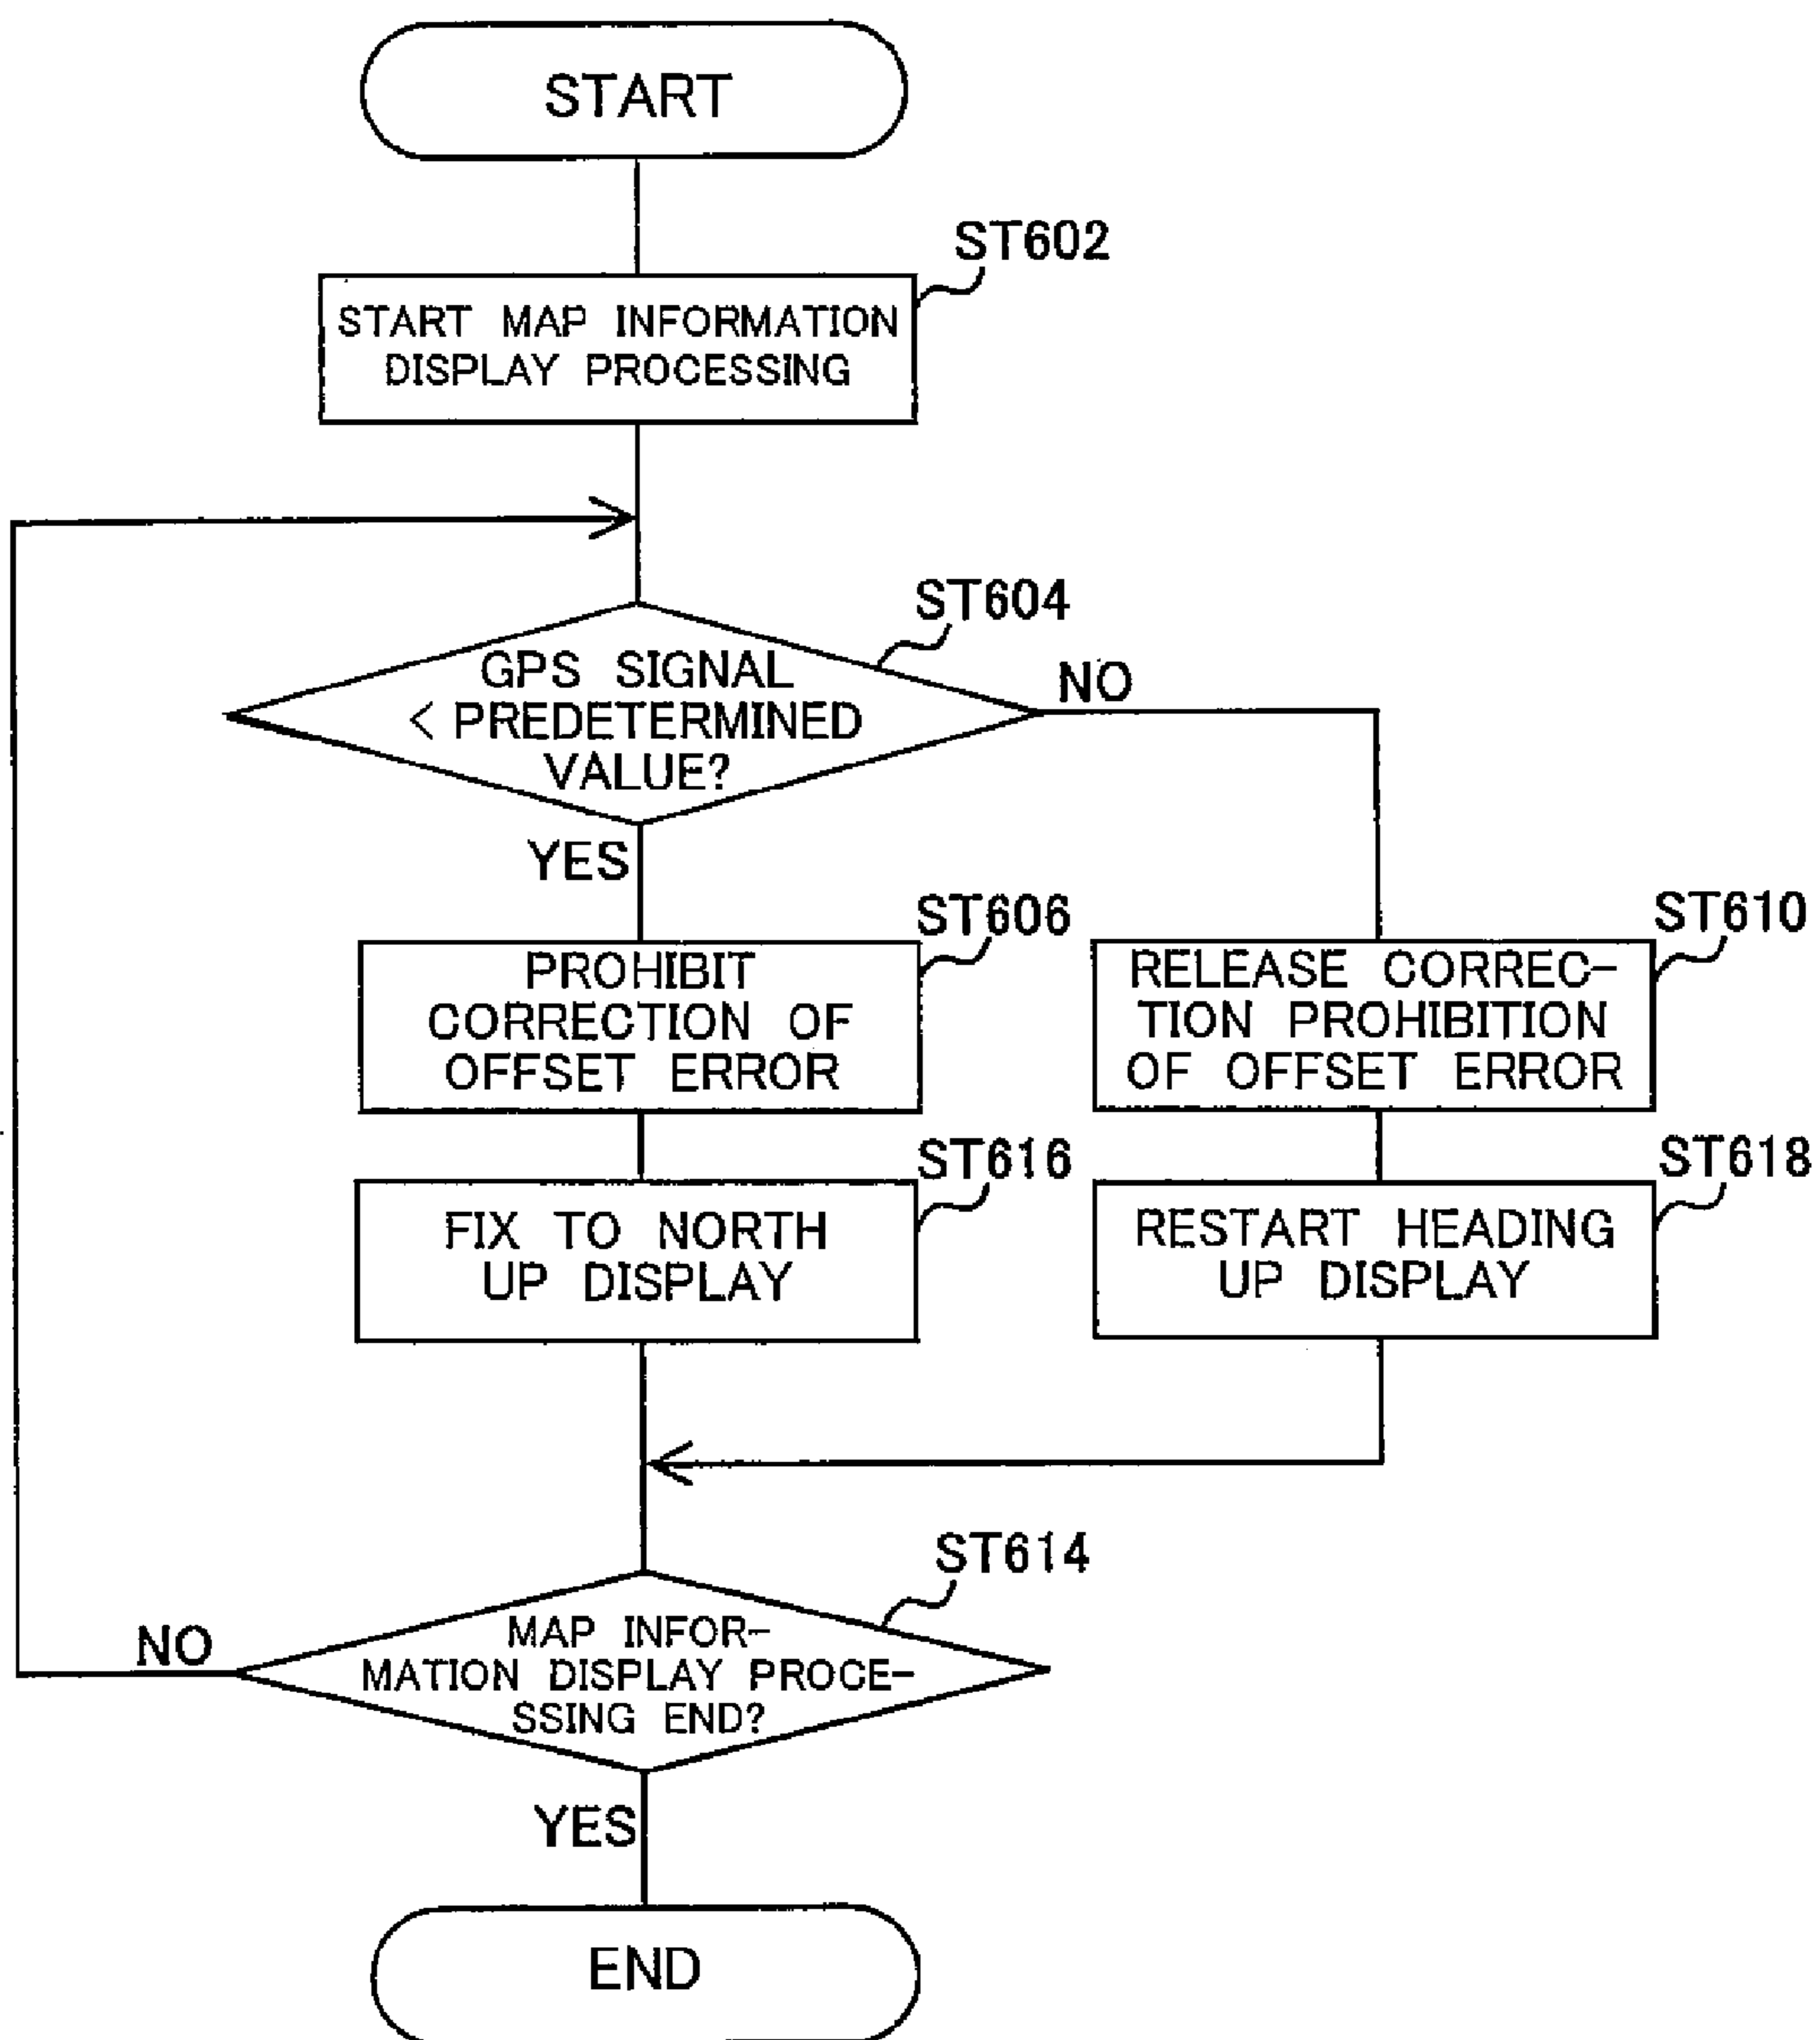 START
ST602
START MAP INFORMATION
DISPLAY PROCESSING
ST604
GPS SIGNAL
< PREDETERMINED
VALUE?
NO
YES
ST606
PROHIBIT
CORRECTION OF
OFFSET ERROR
ST610
RELEASE CORREC-
TION PROHIBITION
OF OFFSET ERROR
ST616
FIX TO NORTH
UP DISPLAY
ST618
RESTART HEADING
UP DISPLAY
ST614
MAP INFOR-
MATION DISPLAY PROCE-
SSING END?
NO
YES
END